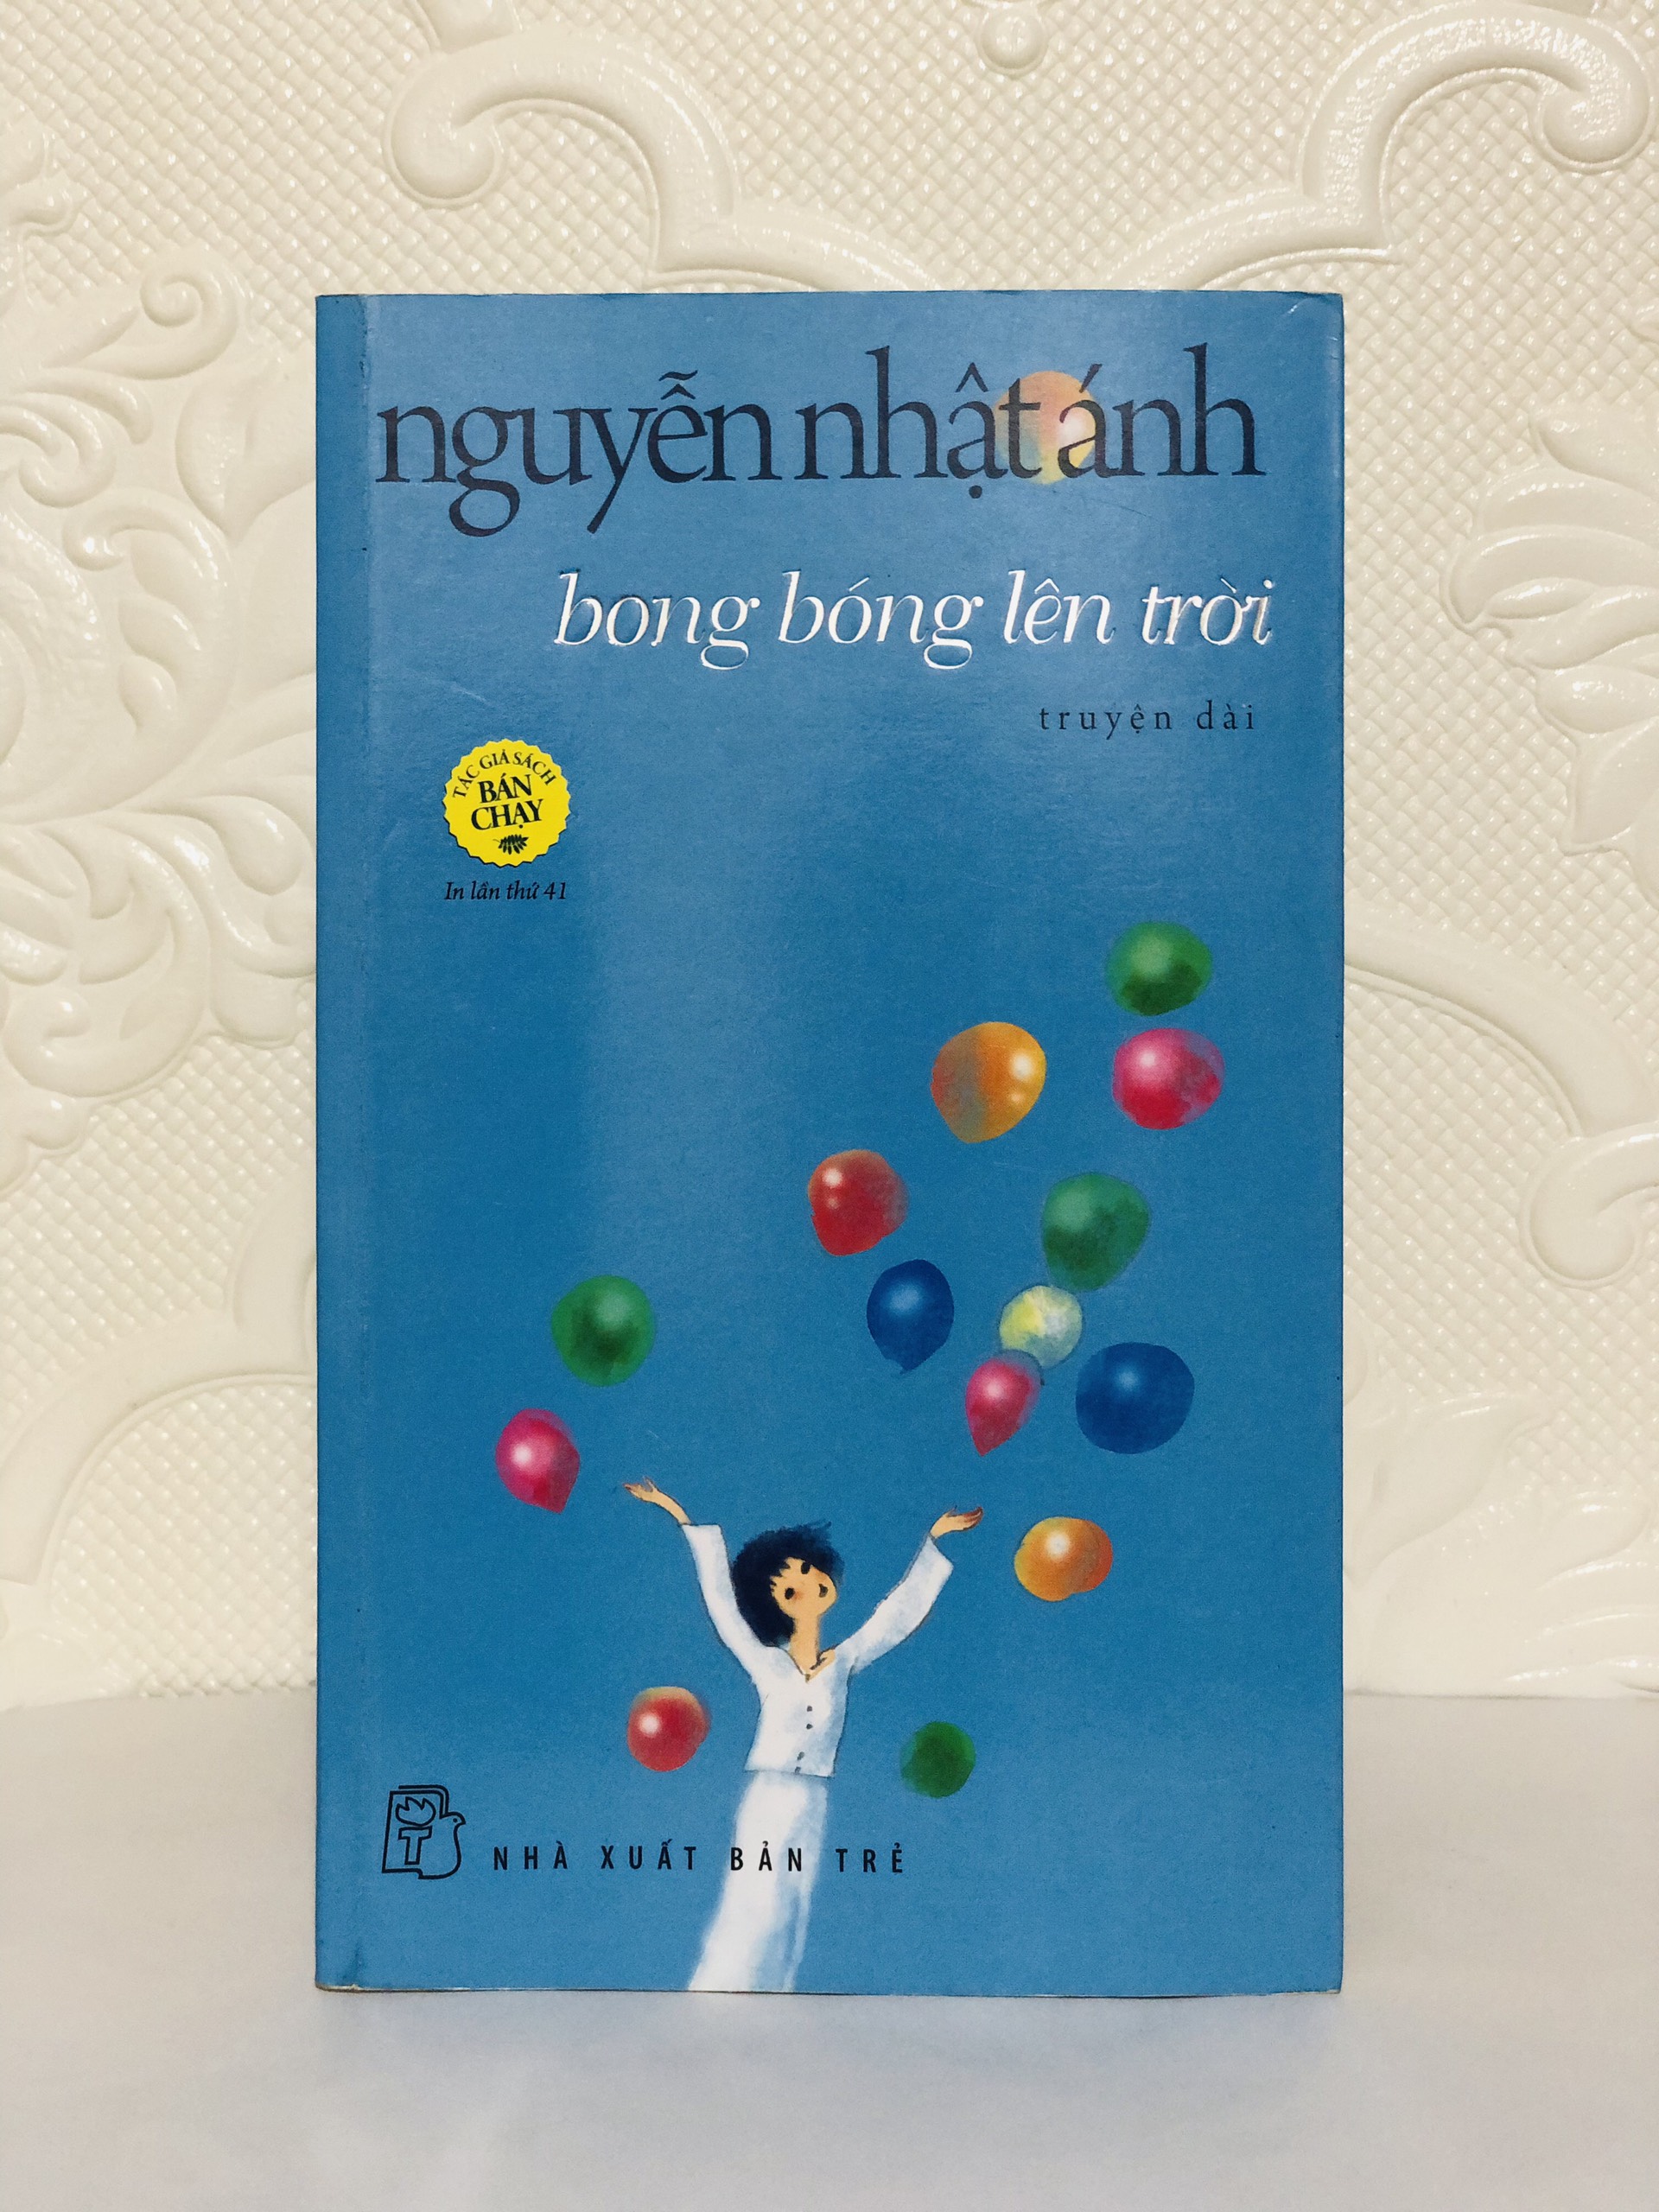 nguyễn nhật ánh
bong bóng lên trời
truyện dài
TÁC GIẢ SÁCH
BÁN
CHẠY
In lần thứ 41
T
NHÀ XUẤT BẢN TRẺ